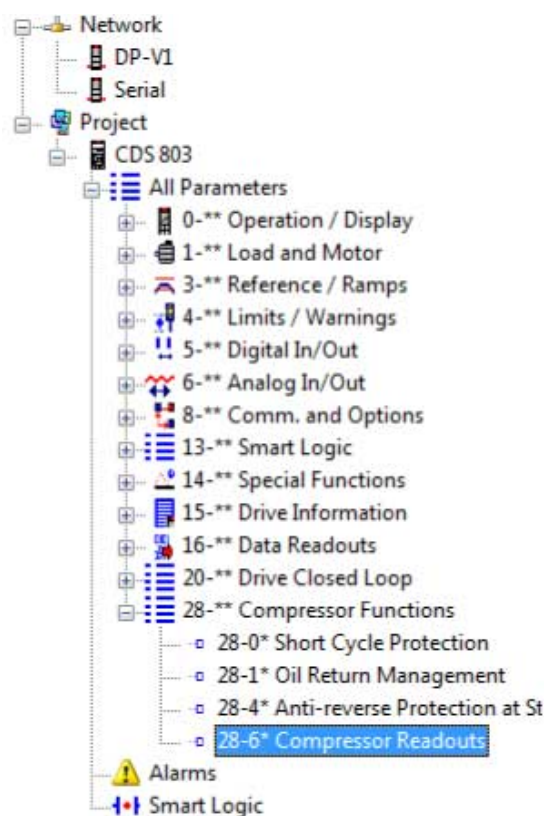 Network
DP-V1
Serial
Project
CDS 803
All Parameters
0-** Operation / Display
1-** Load and Motor
3-** Reference / Ramps
4-** Limits / Warnings
5-** Digital In/Out
6-** Analog In/Out
8-** Comm. and Options
13-** Smart Logic
14-** Special Functions
15-** Drive Information
16-** Data Readouts
20-** Drive Closed Loop
28-** Compressor Functions
28-0* Short Cycle Protection
28-1* Oil Return Management
28-4* Anti-reverse Protection at St
28-6* Compressor Readouts
Alarms
Smart Logic